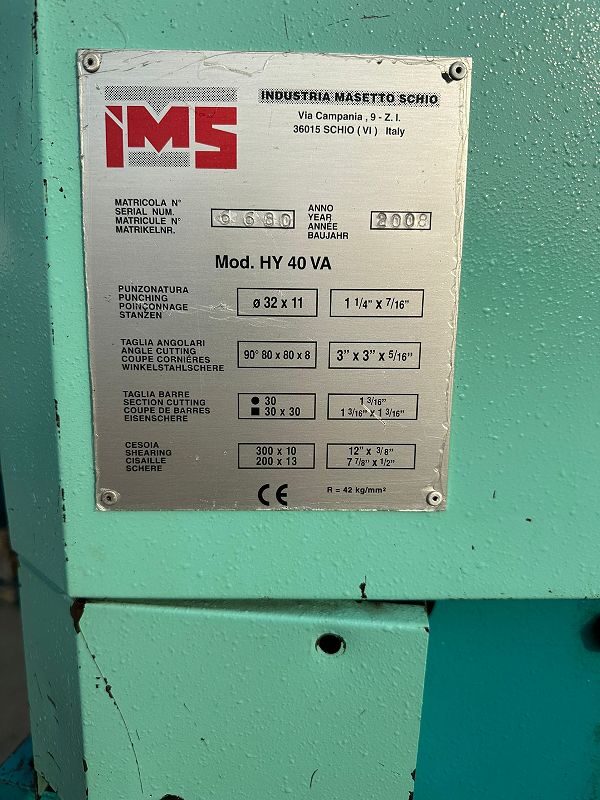 IMS
INDUSTRIA MASETTO SCHIO
Via Campania , 9 - Z. I.
36015 SCHIO ( VI ) Italy
MATRICOLA N°
SERIAL NUM.
MATRICULE N°
MATRIKELNR.
6 680
ANNO
YEAR
ANNÉE
BAUJAHR
2008
Mod. HY 40 VA
PUNZONATURA
PUNCHING
POINÇONNAGE
STANZEN
ø 32 x 11
1 1/4" x 7/16"
TAGLIA ANGOLARI
ANGLE CUTTING
COUPE CORNIÉRES
WINKELSTAHLSCHERE
90° 80 x 80 x 8
3" x 3" x 5/16"
TAGLIA BARRE
SECTION CUTTING
COUPE DE BARRES
EISENSCHERE
● 30
■ 30 x 30
1 3/16"
1 3/16" x 1 3/16"
CESOIA
SHEARING
CISAILLE
SCHERE
300 x 10
200 x 13
12" x 3/8"
7 7/8" x 1/2"
CE
R = 42 kg/mm²